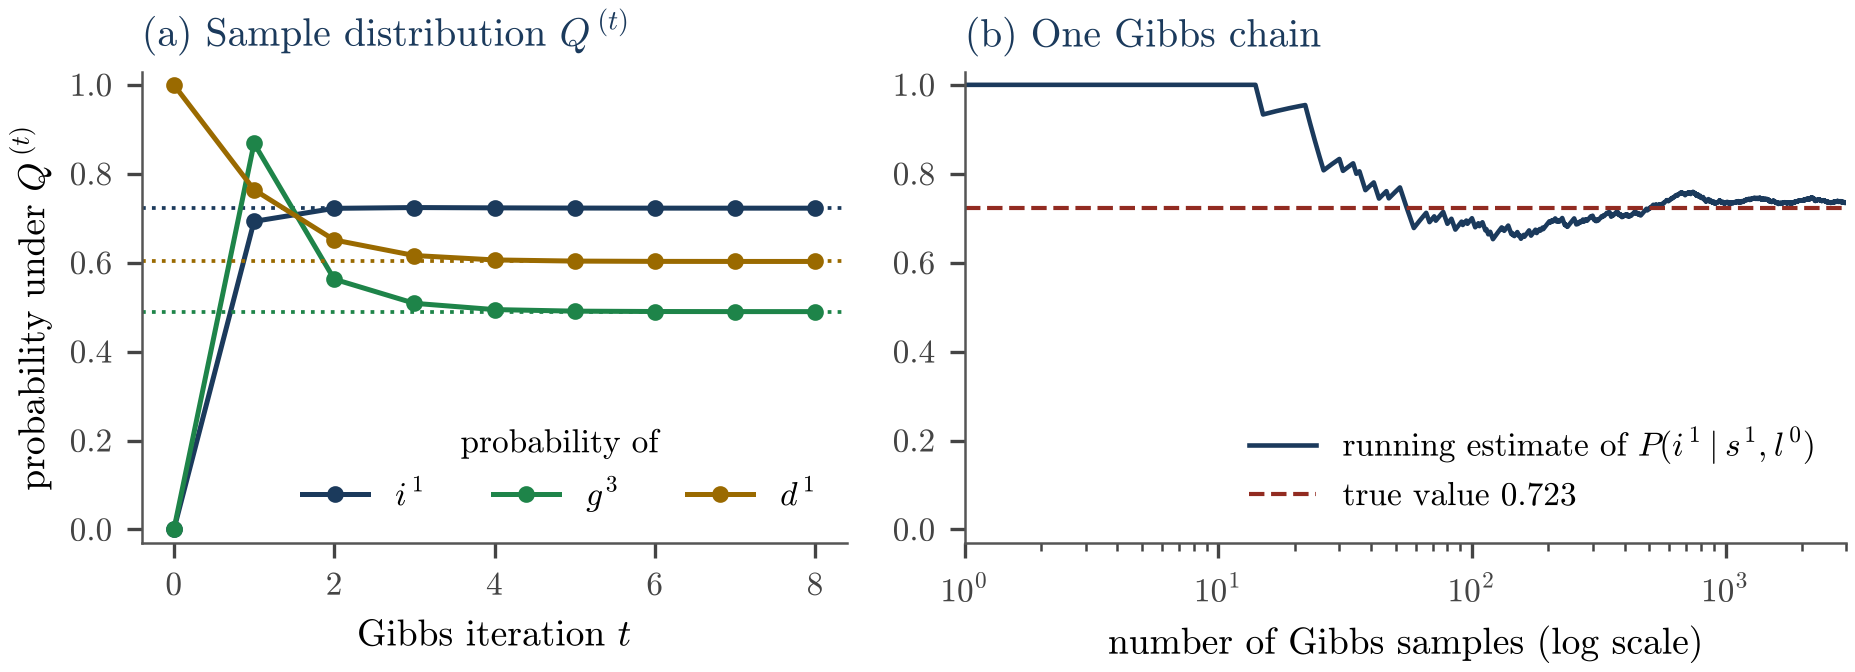 (a) Sample distribution Q^(t)
probability under Q^(t)
1.0
0.8
0.6
0.4
0.2
0.0
probability of
i^1 g^3 d^1
0 2 4 6 8
Gibbs iteration t
(b) One Gibbs chain
1.0
0.8
0.6
0.4
0.2
0.0
running estimate of P(i^1 | s^1, l^0)
true value 0.723
10^0 10^1 10^2 10^3
number of Gibbs samples (log scale)